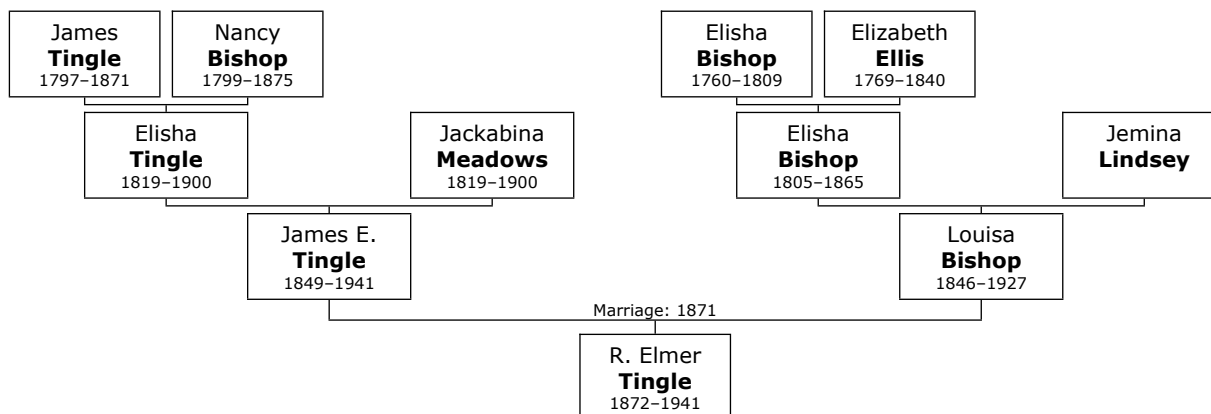 James
Tingle
1797–1871
Nancy
Bishop
1799–1875
Elisha
Bishop
1760–1809
Elizabeth
Ellis
1769–1840
Elisha
Tingle
1819–1900
Jackabina
Meadows
1819–1900
Elisha
Bishop
1805–1865
Jemina
Lindsey
James E.
Tingle
1849–1941
Louisa
Bishop
1846–1927
Marriage: 1871
R. Elmer
Tingle
1872–1941